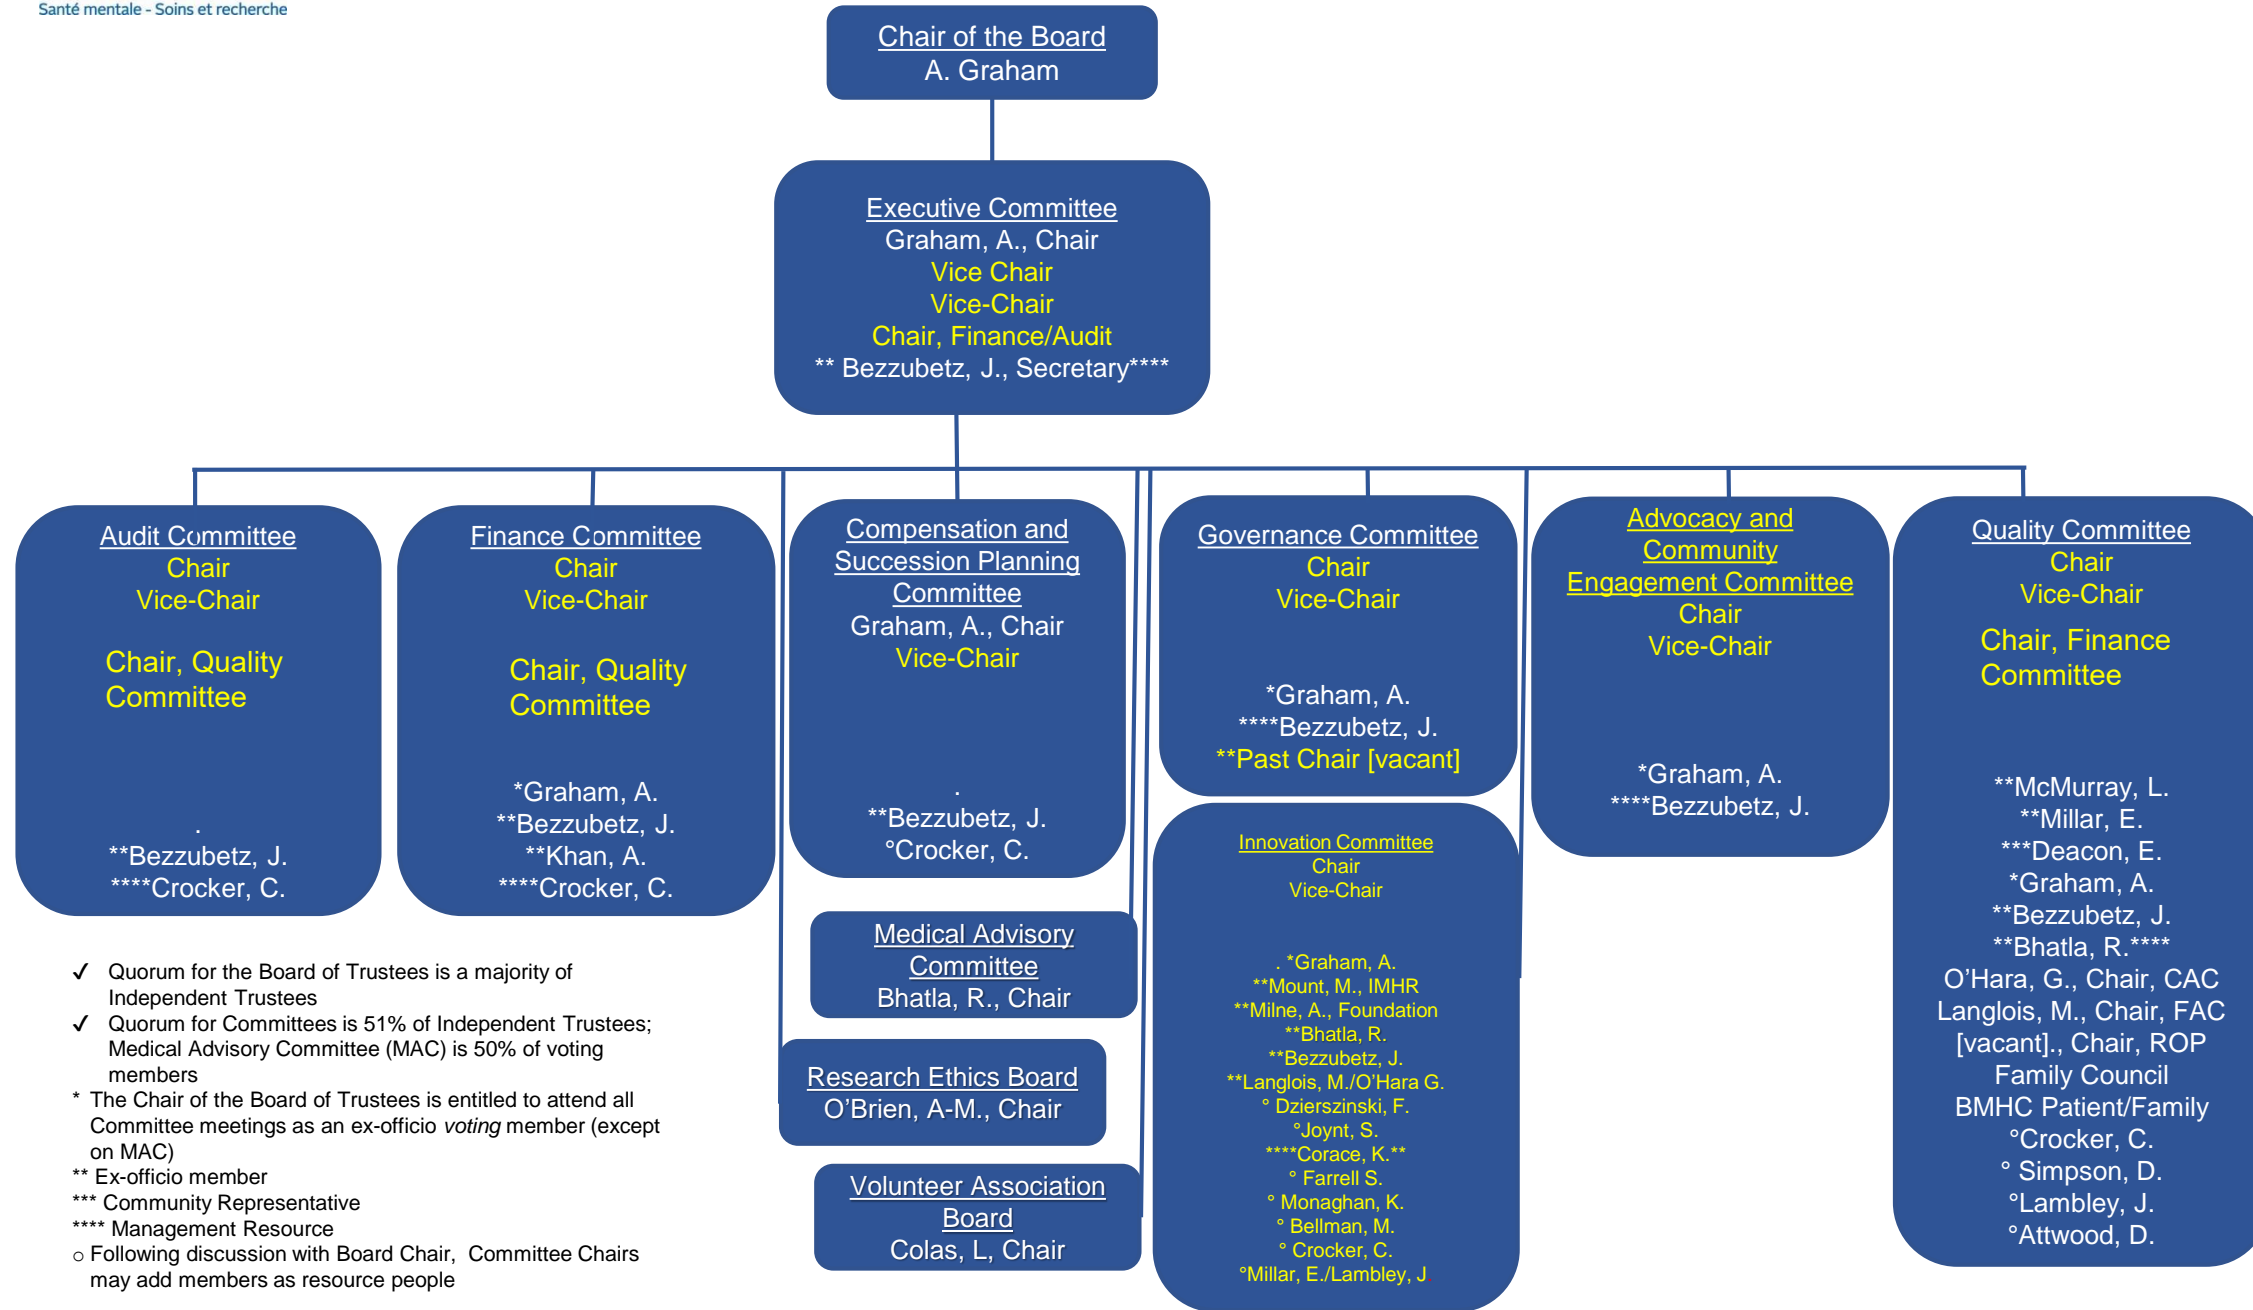 Santé mentale - Soins et recherche
Chair of the Board
A. Graham
Executive Committee
Graham, A., Chair
Vice Chair
Vice-Chair
Chair, Finance/Audit
** Bezzubetz, J., Secretary****
Audit Committee
Chair
Vice-Chair
Chair, Quality
Committee
.
**Bezzubetz, J.
****Crocker, C.
Finance Committee
Chair
Vice-Chair
Chair, Quality
Committee
*Graham, A.
**Bezzubetz, J.
**Khan, A.
****Crocker, C.
Compensation and
Succession Planning
Committee
Graham, A., Chair
Vice-Chair
.
**Bezzubetz, J.
°Crocker, C.
Governance Committee
Chair
Vice-Chair
*Graham, A.
****Bezzubetz, J.
**Past Chair [vacant]
Advocacy and
Community
Engagement Committee
Chair
Vice-Chair
*Graham, A.
****Bezzubetz, J.
Quality Committee
Chair
Vice-Chair
Chair, Finance
Committee
**McMurray, L.
**Millar, E.
***Deacon, E.
*Graham, A.
**Bezzubetz, J.
**Bhatla, R.****
O'Hara, G., Chair, CAC
Langlois, M., Chair, FAC
[vacant]., Chair, ROP
Family Council
BMHC Patient/Family
°Crocker, C.
° Simpson, D.
°Lambley, J.
°Attwood, D.
Medical Advisory
Committee
Bhatla, R., Chair
Research Ethics Board
O'Brien, A-M., Chair
Volunteer Association
Board
Colas, L, Chair
Innovation Committee
Chair
Vice-Chair
. *Graham, A.
**Mount, M., IMHR
**Milne, A., Foundation
**Bhatla, R.
**Bezzubetz, J.
**Langlois, M./O'Hara G.
° Dzierszinski, F.
°Joynt, S.
****Corace, K.**
° Farrell S.
° Monaghan, K.
° Bellman, M.
° Crocker, C.
°Millar, E./Lambley, J.
✓ Quorum for the Board of Trustees is a majority of
Independent Trustees
✓ Quorum for Committees is 51% of Independent Trustees;
Medical Advisory Committee (MAC) is 50% of voting
members
* The Chair of the Board of Trustees is entitled to attend all
Committee meetings as an ex-officio voting member (except
on MAC)
** Ex-officio member
*** Community Representative
**** Management Resource
○ Following discussion with Board Chair, Committee Chairs
may add members as resource people